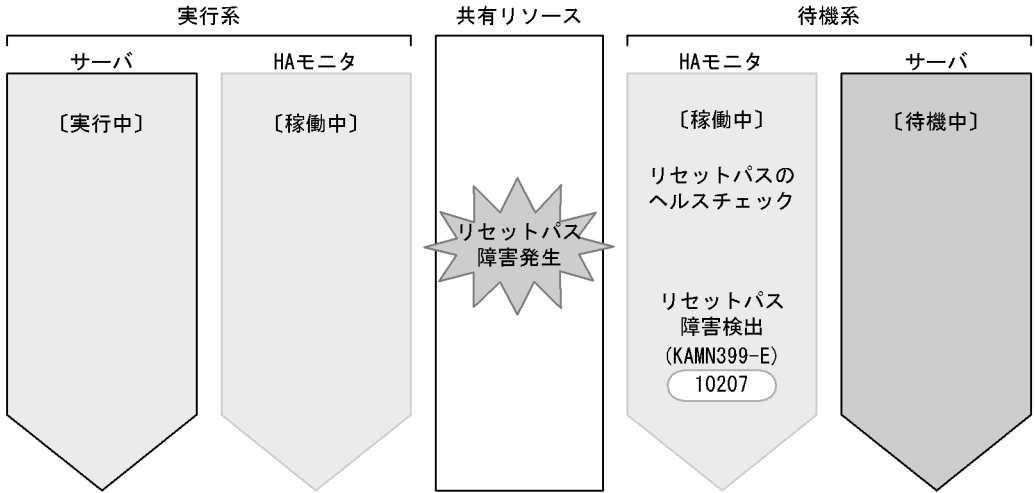 実行系
共有リソース
待機系
サーバ
HAモニタ
HAモニタ
サーバ
〔実行中〕
〔稼働中〕
〔稼働中〕
〔待機中〕
リセットパスの
ヘルスチェック
リセットパス
障害発生
リセットパス
障害検出
(KAMN399-E)
10207